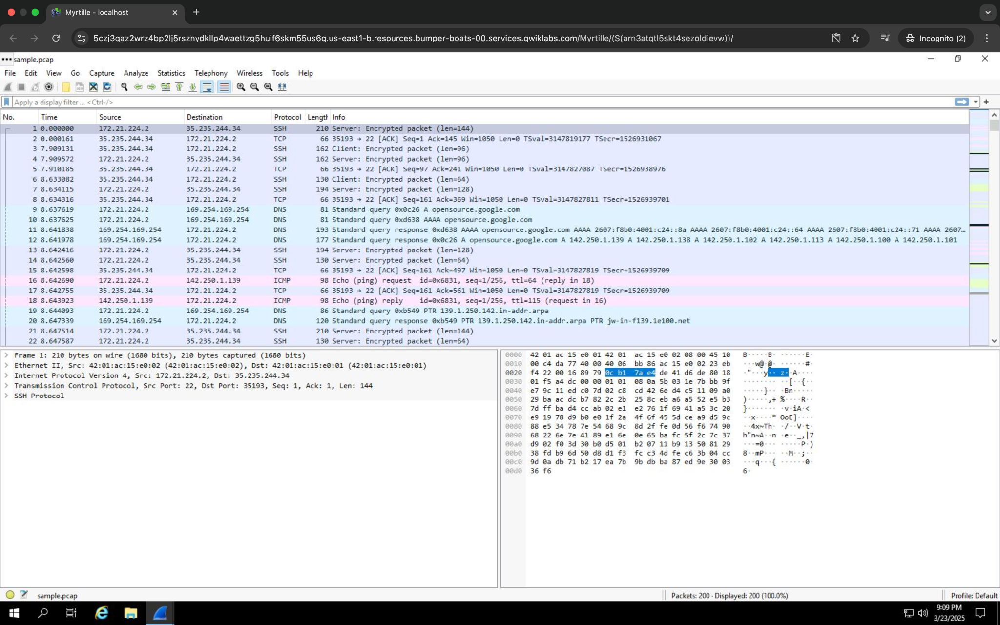 Myrtille - localhost
5czj3qaz2wrz4bp2lj5rsznydkllp4waettzg5huif6skm55us6q.us-east1-b.resources.bumper-boats-00.services.qwiklabs.com/Myrtille/(S(arn3atqtl5skt4sezoldievw))/
Incognito (2)
sample.pcap
File Edit View Go Capture Analyze Statistics Telephony Wireless Tools Help
Apply a display filter ... <Ctrl-/>
No. Time Source Destination Protocol Length Info
1 0.000000 172.21.224.2 35.235.244.34 SSH 210 Server: Encrypted packet (len=144)
2 0.000161 35.235.244.34 172.21.224.2 TCP 66 35193 → 22 [ACK] Seq=1 Ack=145 Win=1050 Len=0 TSval=3147819177 TSecr=1526931067
3 7.909131 35.235.244.34 172.21.224.2 SSH 162 Client: Encrypted packet (len=96)
4 7.909572 172.21.224.2 35.235.244.34 SSH 162 Server: Encrypted packet (len=96)
5 7.910185 35.235.244.34 172.21.224.2 TCP 66 35193 → 22 [ACK] Seq=97 Ack=241 Win=1050 Len=0 TSval=3147827087 TSecr=1526938976
6 8.633082 35.235.244.34 172.21.224.2 SSH 130 Client: Encrypted packet (len=64)
7 8.634115 172.21.224.2 35.235.244.34 SSH 194 Server: Encrypted packet (len=128)
8 8.634316 35.235.244.34 172.21.224.2 TCP 66 35193 → 22 [ACK] Seq=161 Ack=369 Win=1050 Len=0 TSval=3147827811 TSecr=1526939701
9 8.637619 172.21.224.2 169.254.169.254 DNS 81 Standard query 0x0c26 A opensource.google.com
10 8.637625 172.21.224.2 169.254.169.254 DNS 81 Standard query 0xd638 AAAA opensource.google.com
11 8.641838 169.254.169.254 172.21.224.2 DNS 193 Standard query response 0xd638 AAAA opensource.google.com AAAA 2607:f8b0:4001:c24::8a AAAA 2607:f8b0:4001:c24::64 AAAA 2607:f8b0:4001:c24::71 AAAA 2607…
12 8.641978 169.254.169.254 172.21.224.2 DNS 177 Standard query response 0x0c26 A opensource.google.com A 142.250.1.139 A 142.250.1.138 A 142.250.1.102 A 142.250.1.113 A 142.250.1.100 A 142.250.1.101
13 8.642416 172.21.224.2 35.235.244.34 SSH 194 Server: Encrypted packet (len=128)
14 8.642560 172.21.224.2 35.235.244.34 SSH 130 Server: Encrypted packet (len=64)
15 8.642598 35.235.244.34 172.21.224.2 TCP 66 35193 → 22 [ACK] Seq=161 Ack=497 Win=1050 Len=0 TSval=3147827819 TSecr=1526939709
16 8.642690 172.21.224.2 142.250.1.139 ICMP 98 Echo (ping) request id=0x6831, seq=1/256, ttl=64 (reply in 18)
17 8.642755 35.235.244.34 172.21.224.2 TCP 66 35193 → 22 [ACK] Seq=161 Ack=561 Win=1050 Len=0 TSval=3147827819 TSecr=1526939709
18 8.643923 142.250.1.139 172.21.224.2 ICMP 98 Echo (ping) reply id=0x6831, seq=1/256, ttl=115 (request in 16)
19 8.644093 172.21.224.2 169.254.169.254 DNS 86 Standard query 0xb549 PTR 139.1.250.142.in-addr.arpa
20 8.647339 169.254.169.254 172.21.224.2 DNS 120 Standard query response 0xb549 PTR 139.1.250.142.in-addr.arpa PTR jw-in-f139.1e100.net
21 8.647514 172.21.224.2 35.235.244.34 SSH 210 Server: Encrypted packet (len=144)
22 8.647587 172.21.224.2 35.235.244.34 SSH 130 Server: Encrypted packet (len=64)
Frame 1: 210 bytes on wire (1680 bits), 210 bytes captured (1680 bits)
Ethernet II, Src: 42:01:ac:15:e0:02 (42:01:ac:15:e0:02), Dst: 42:01:ac:15:e0:01 (42:01:ac:15:e0:01)
Internet Protocol Version 4, Src: 172.21.224.2, Dst: 35.235.244.34
Transmission Control Protocol, Src Port: 22, Dst Port: 35193, Seq: 1, Ack: 1, Len: 144
SSH Protocol
0000 42 01 ac 15 e0 01 42 01 ac 15 e0 02 08 00 45 10 B·····B· ······E·
0010 00 c4 da 77 40 00 40 06 bb 86 ac 15 e0 02 23 eb ···w@·@· ······#·
0020 f4 22 00 16 89 79 0c b1 7a e4 de 41 d6 de 80 18 ·"···y·· z··A····
0030 01 f5 a4 dc 00 00 01 01 08 0a 5b 03 1e 7b bb 9f ········ ··[··{··
0040 e7 9c 11 ed c0 7d 02 c8 cd 42 6e d4 c5 11 09 a0 ·····}·· ·Bn·····
0050 29 ba ac dc b7 82 2c 2b 25 8c eb a6 a5 52 e5 b3 )·····,+ %····R··
0060 7d ff ba d4 cc ab 02 e1 e2 76 1f 69 41 a5 3c 20 }······· ·v·iA·<
0070 e9 19 78 d9 b0 e0 1f 2a 4f 6f 45 5d ce a9 d5 9c ··x····* OoE]····
0080 88 e5 34 78 7e 54 68 9c 8d 2f fe 0d 56 f6 74 90 ··4x~Th· ·/··V·t·
0090 68 22 6e 7e 41 89 e1 6e 0e 65 ba fc 5f 2c 7c 37 h"n~A··n ·e··_,|7
00a0 d9 02 f0 3d 30 b0 d5 01 b2 07 11 b9 13 50 81 29 ···=0··· ·····P·)
00b0 38 fd b9 6d 50 d8 d1 f3 fc c3 4d fe c6 3b 04 cc 8··mP··· ··M··;··
00c0 9d 0a db 71 b2 17 ea 7b 9b db ba 87 ed 9e 30 03 ···q···{ ······0·
00d0 36 f6 6·
sample.pcap
Packets: 200 · Displayed: 200 (100.0%)
Profile: Default
9:09 PM
3/23/2025